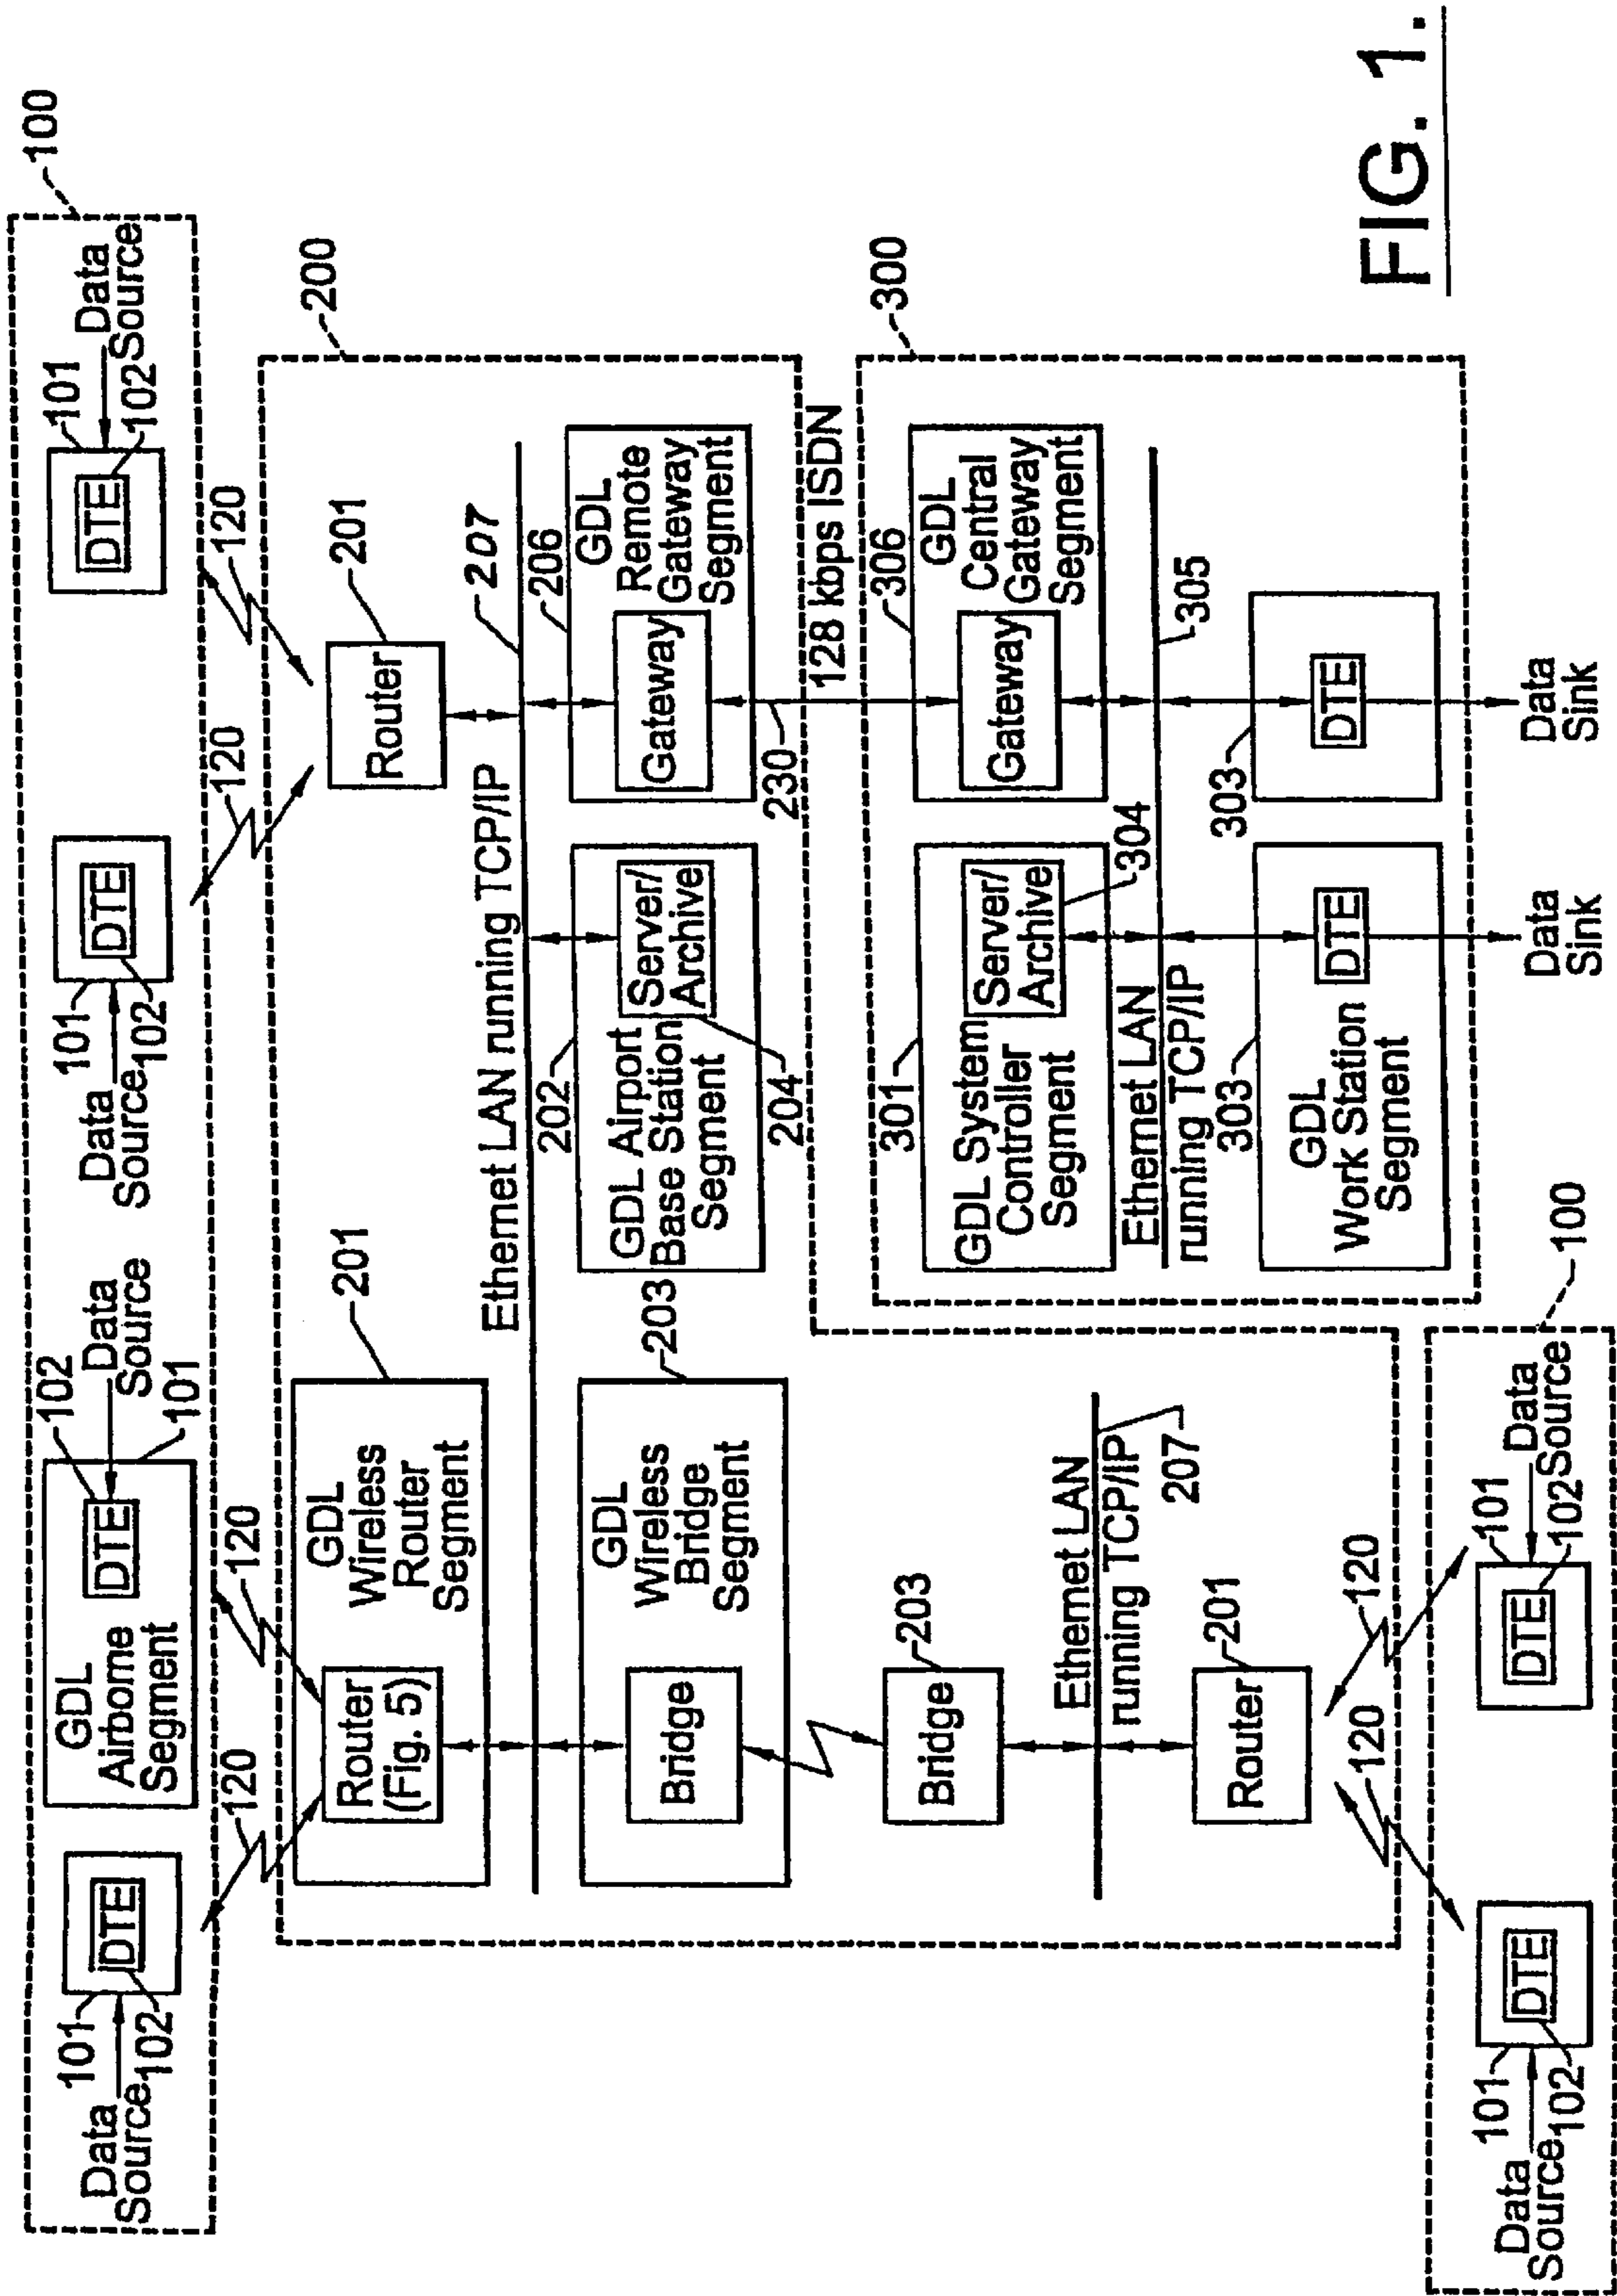 100
Data
Source
101
102
DTE
GDL
Airborne
Segment
DTE
102
Data
Source
101
Data
Source
101
102
DTE
DTE
101
102
Data
Source
120
120
120
120
200
GDL
Wireless
Router
Segment
Router
(Fig. 5)
201
Router
201
Ethernet LAN running TCP/IP
207
GDL
Wireless
Bridge
Segment
Bridge
203
202
GDL Airport
Base Station
Segment
Server/
Archive
204
206
GDL
Remote
Gateway
Segment
Gateway
230
128 kbps ISDN
Bridge
203
Ethernet LAN
running TCP/IP
207
Router
201
300
301
GDL System
Controller
Segment
Server/
Archive
304
306
GDL
Central
Gateway
Segment
Gateway
Ethernet LAN
running TCP/IP
305
303
GDL
Work Station
Segment
DTE
303
DTE
Data
Sink
Data
Sink
120
120
100
Data
Source
101
102
DTE
DTE
101
102
Data
Source
FIG. 1.